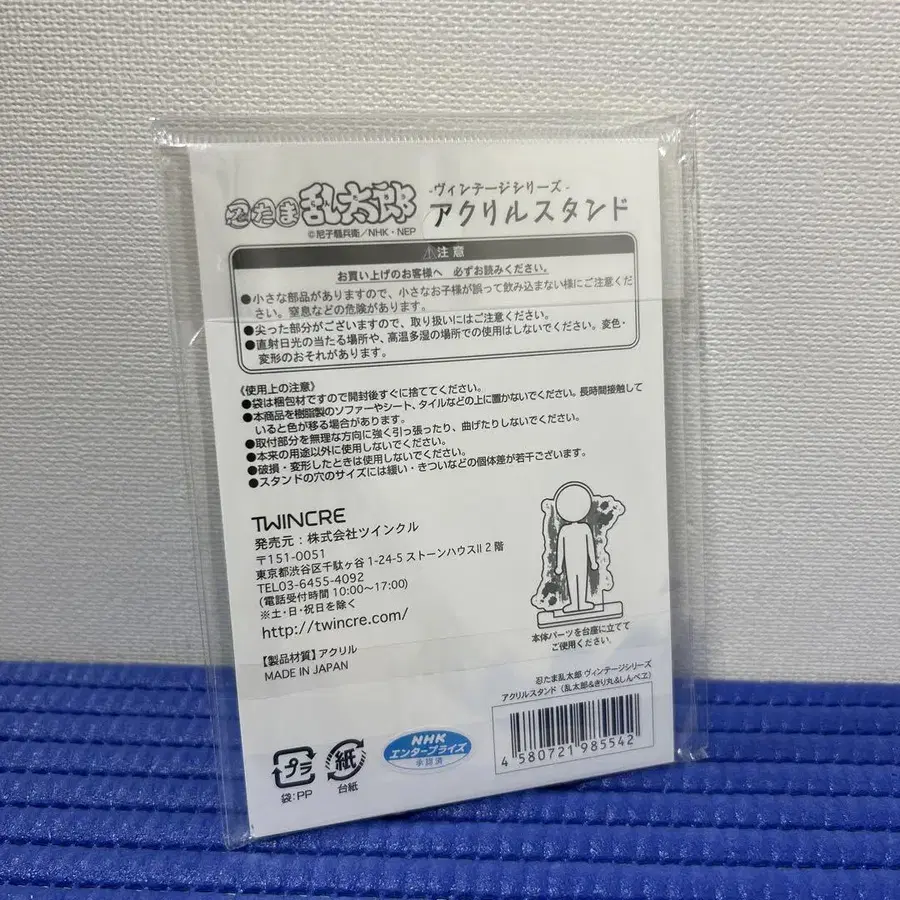 忍たま乱太郎
-ヴィンテージシリーズ-
アクリルスタンド
©尼子騒兵衛/NHK・NEP
⚠注意
お買い上げのお客様へ 必ずお読みください。
●小さな部品がありますので、小さなお子様が誤って飲み込まない様にご注意くだ
さい。窒息などの危険があります。
●尖った部分がございますので、取り扱いにはご注意ください。
●直射日光の当たる場所や、高温多湿の場所での使用はしないでください。変色・
変形のおそれがあります。
《使用上の注意》
●袋は梱包材ですので開封後すぐに捨ててください。
●本商品を樹脂製のソファーやシート、タイルなどの上に置かないでください。長時間接触して
いると色が移る場合があります。
●取付部分を無理な方向に強く引っ張ったり、曲げたりしないでください。
●本来の用途以外に使用しないでください。
●破損・変形したときは使用しないでください。
●スタンドの穴のサイズには緩い・きついなどの個体差が若干ございます。
TWINCRE
発売元:株式会社ツインクル
〒151-0051
東京都渋谷区千駄ヶ谷 1-24-5 ストーンハウスⅡ 2 階
TEL03-6455-4092
(電話受付時間 10:00〜17:00)
※土・日・祝日を除く
http://twincre.com/
【製品材質】アクリル
MADE IN JAPAN
本体パーツを台座に立てて
ご使用ください。
忍たま乱太郎 ヴィンテージシリーズ
アクリルスタンド(乱太郎&きり丸&しんべヱ)
4 580721 985542
プラ
袋:PP
紙
台紙
NHK
エンタープライズ
承認済